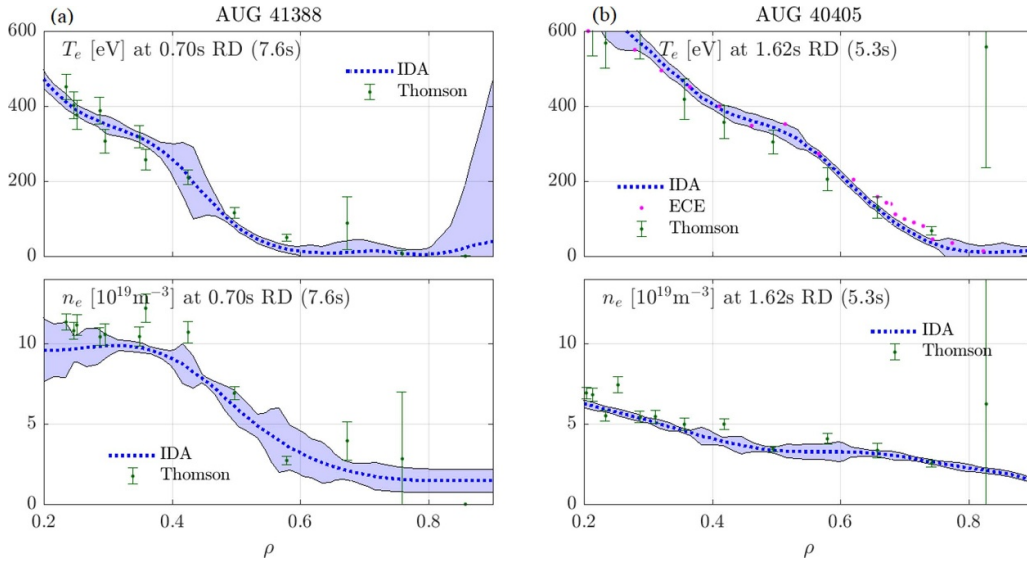 (a) AUG 41388
600
400
200
0
T_e [eV] at 0.70s RD (7.6s)
IDA
Thomson
10
5
0
n_e [10^{19}m^{-3}] at 0.70s RD (7.6s)
IDA
Thomson
0.2 0.4 0.6 0.8
ρ
(b) AUG 40405
600
400
200
0
T_e [eV] at 1.62s RD (5.3s)
IDA
ECE
Thomson
10
5
0
n_e [10^{19}m^{-3}] at 1.62s RD (5.3s)
IDA
Thomson
0.2 0.4 0.6 0.8
ρ